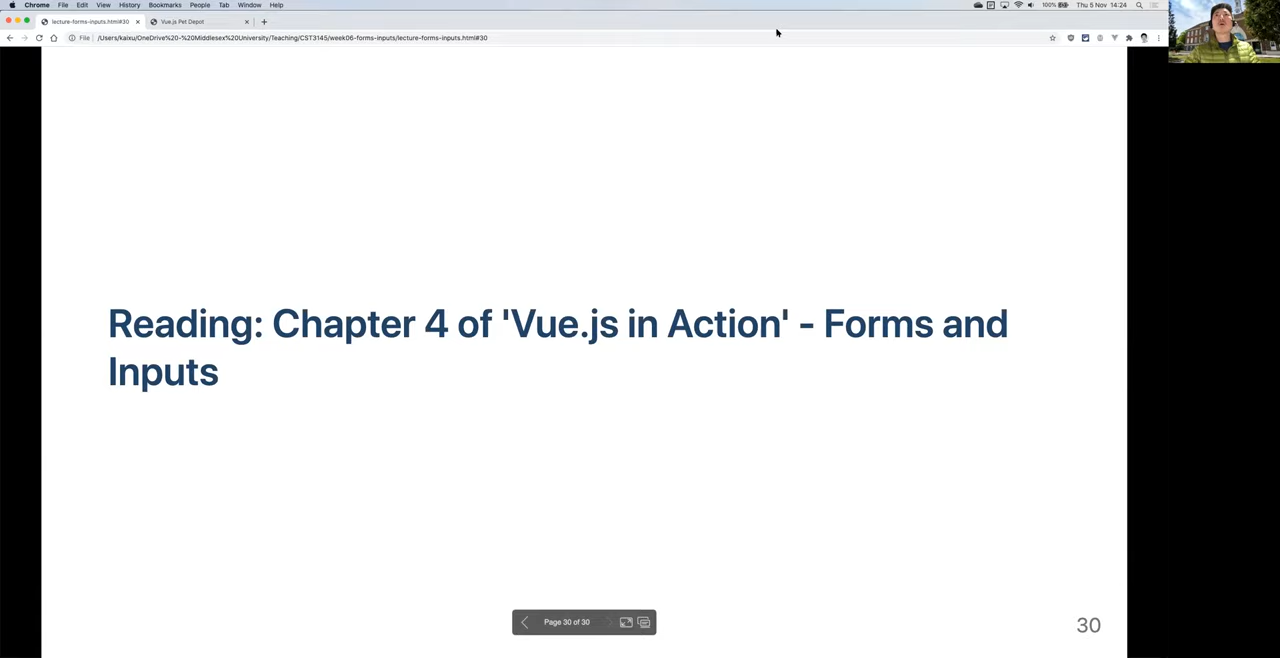 Chrome File Edit View History Bookmarks People Tab Window Help 100% Thu 5 Nov 14:24
lecture-forms-inputs.html#30 Vue.js Pet Depot
File /Users/kaixu/OneDrive%20-%20Middlesex%20University/Teaching/CST3145/week06-forms-inputs/lecture-forms-inputs.html#30
Reading: Chapter 4 of 'Vue.js in Action' - Forms and
Inputs
Page 30 of 30
30